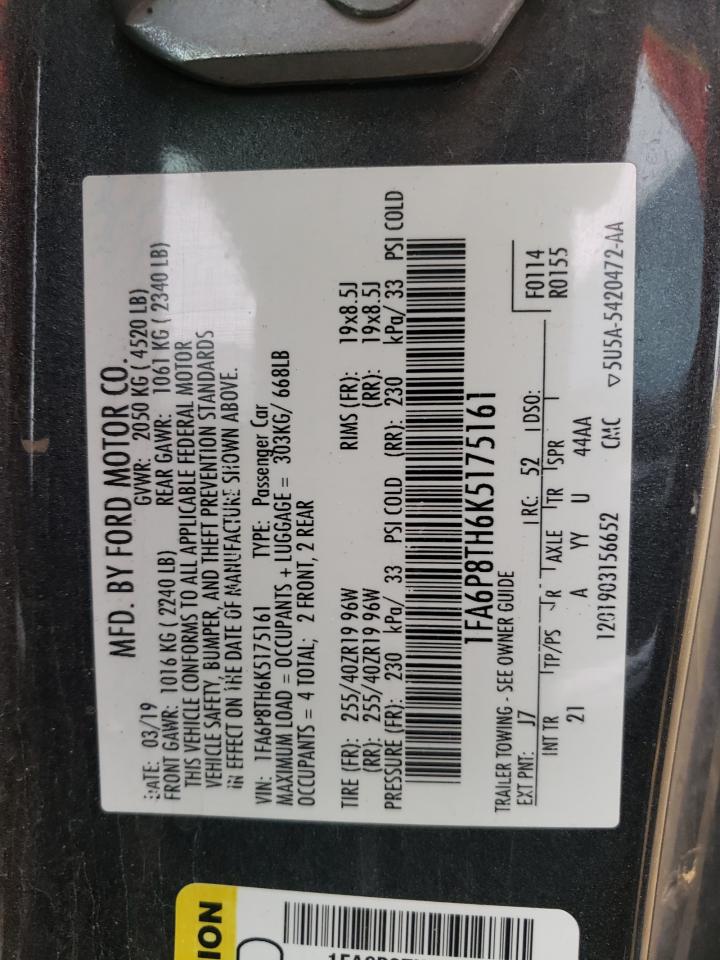 MFD. BY FORD MOTOR CO.
DATE: 03/19 GVWR: 2050 KG ( 4520 LB)
FRONT GAWR: 1016 KG ( 2240 LB) REAR GAWR: 1061 KG ( 2340 LB)
THIS VEHICLE CONFORMS TO ALL APPLICABLE FEDERAL MOTOR
VEHICLE SAFETY, BUMPER, AND THEFT PREVENTION STANDARDS
IN EFFECT ON THE DATE OF MANUFACTURE SHOWN ABOVE.
VIN: 1FA6P8TH6K5175161 TYPE: Passenger Car
MAXIMUM LOAD = OCCUPANTS + LUGGAGE = 303KG/ 668LB
OCCUPANTS = 4 TOTAL; 2 FRONT, 2 REAR
TIRE (FR): 255/40ZR19 96W RIMS (FR): 19x8.5J
(RR): 255/40ZR19 96W (RR): 19x8.5J
PRESSURE (FR): 230 kPa/ 33 PSI COLD (RR): 230 kPa/ 33 PSI COLD
1FA6P8TH6K5175161
TRAILER TOWING - SEE OWNER GUIDE
EXT PNT: J7 RC: 52 DSO: F0114
R0155
INT TR TP/PS R AXLE TR SPR
21 A YY U 44AA
1201903156652 CMC ▽5U5A-5420472-AA
ION